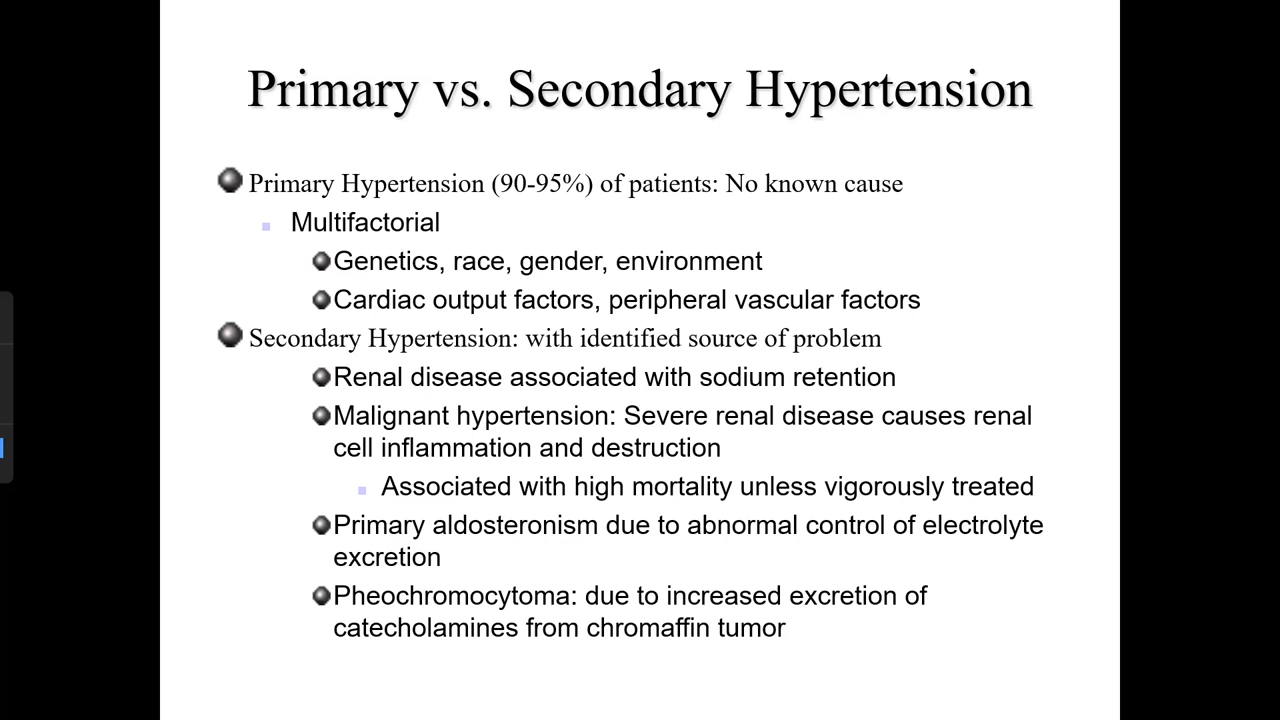 Primary vs. Secondary Hypertension
Primary Hypertension (90-95%) of patients: No known cause
Multifactorial
Genetics, race, gender, environment
Cardiac output factors, peripheral vascular factors
Secondary Hypertension: with identified source of problem
Renal disease associated with sodium retention
Malignant hypertension: Severe renal disease causes renal
cell inflammation and destruction
Associated with high mortality unless vigorously treated
Primary aldosteronism due to abnormal control of electrolyte
excretion
Pheochromocytoma: due to increased excretion of
catecholamines from chromaffin tumor